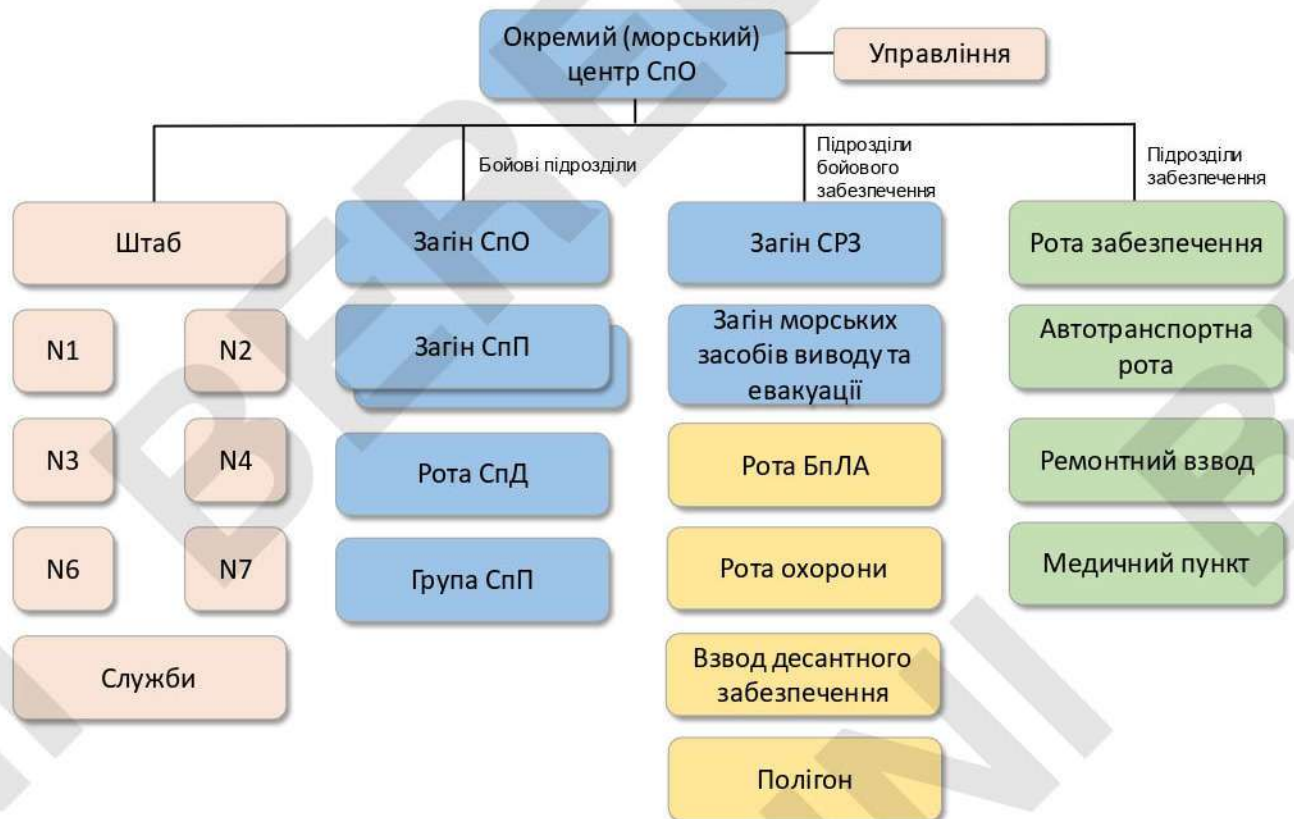 Окремий (морський)
центр СпО
Управління
Бойові підрозділи
Підрозділи
бойового
забезпечення
Підрозділи
забезпечення
Штаб
N1
N2
N3
N4
N6
N7
Служби
Загін СпО
Загін СпП
Рота СпД
Група СпП
Загін СРЗ
Загін морських
засобів виводу та
евакуації
Рота БпЛА
Рота охорони
Взвод десантного
забезпечення
Полігон
Рота забезпечення
Автотранспортна
рота
Ремонтний взвод
Медичний пункт